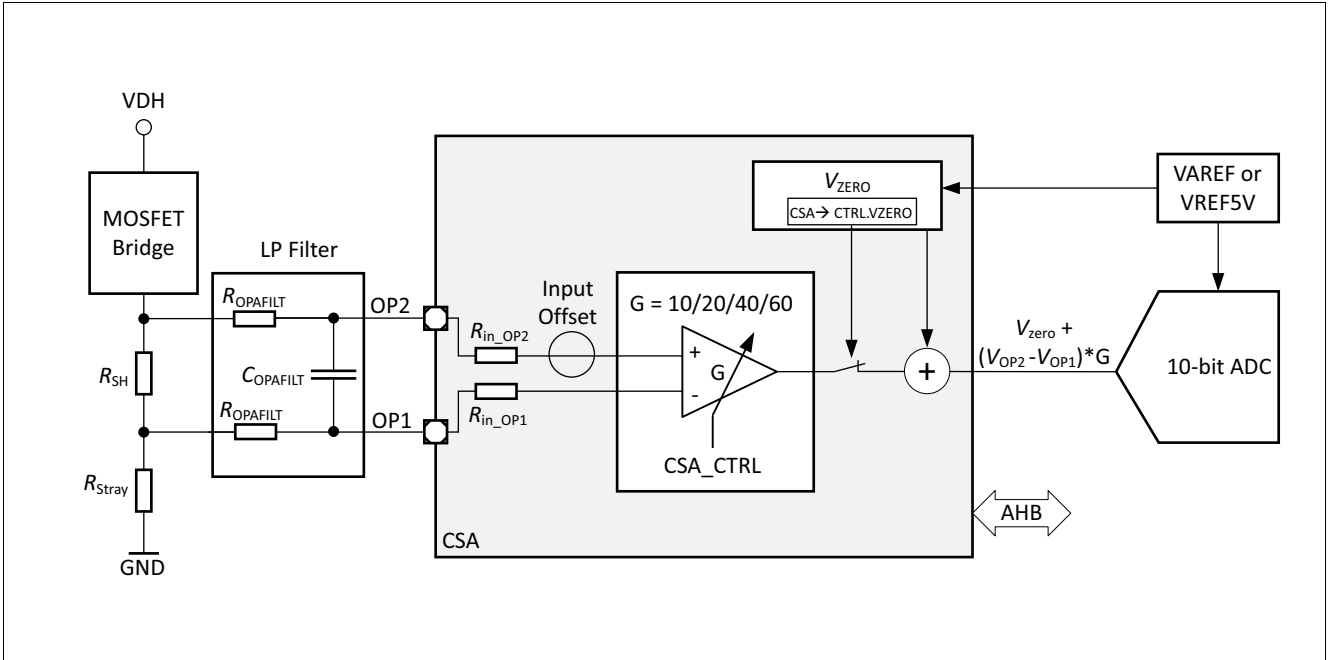 VDH
MOSFET
Bridge
LP Filter
R_OPAFILT
OP2
R_SH
C_OPAFILT
R_OPAFILT
OP1
R_Stray
GND
R_in_OP2
Input
Offset
R_in_OP1
G = 10/20/40/60
+
G
-
CSA_CTRL
V_ZERO
CSA→ CTRL.VZERO
+
CSA
AHB
VAREF or
VREF5V
V_zero +
(V_OP2 -V_OP1)*G
10-bit ADC